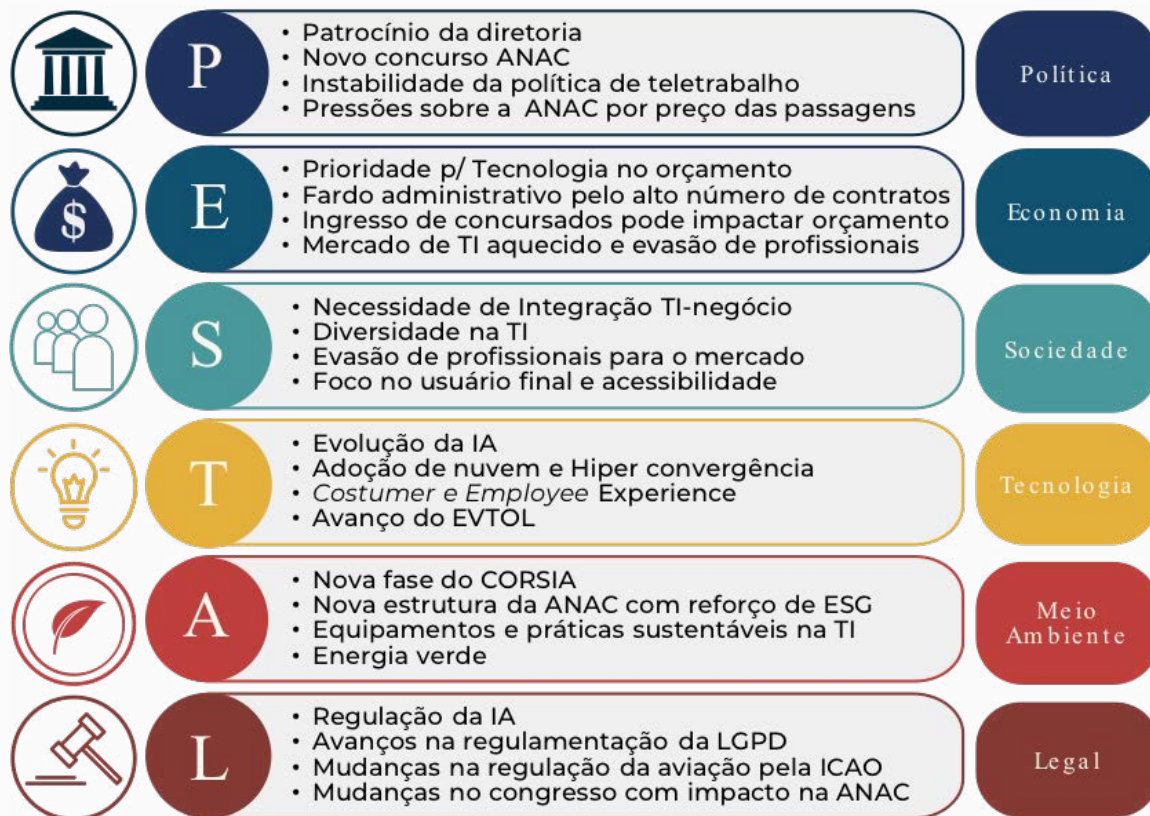 P
• Patrocínio da diretoria
• Novo concurso ANAC
• Instabilidade da política de teletrabalho
• Pressões sobre a ANAC por preço das passagens
Política
$
E
• Prioridade p/ Tecnologia no orçamento
• Fardo administrativo pelo alto número de contratos
• Ingresso de concursados pode impactar orçamento
• Mercado de TI aquecido e evasão de profissionais
Economia
S
• Necessidade de Integração TI-negócio
• Diversidade na TI
• Evasão de profissionais para o mercado
• Foco no usuário final e acessibilidade
Sociedade
T
• Evolução da IA
• Adoção de nuvem e Hiper convergência
• Costumer e Employee Experience
• Avanço do EVTOL
Tecnologia
A
• Nova fase do CORSIA
• Nova estrutura da ANAC com reforço de ESG
• Equipamentos e práticas sustentáveis na TI
• Energia verde
Meio
Ambiente
L
• Regulação da IA
• Avanços na regulamentação da LGPD
• Mudanças na regulação da aviação pela ICAO
• Mudanças no congresso com impacto na ANAC
Legal